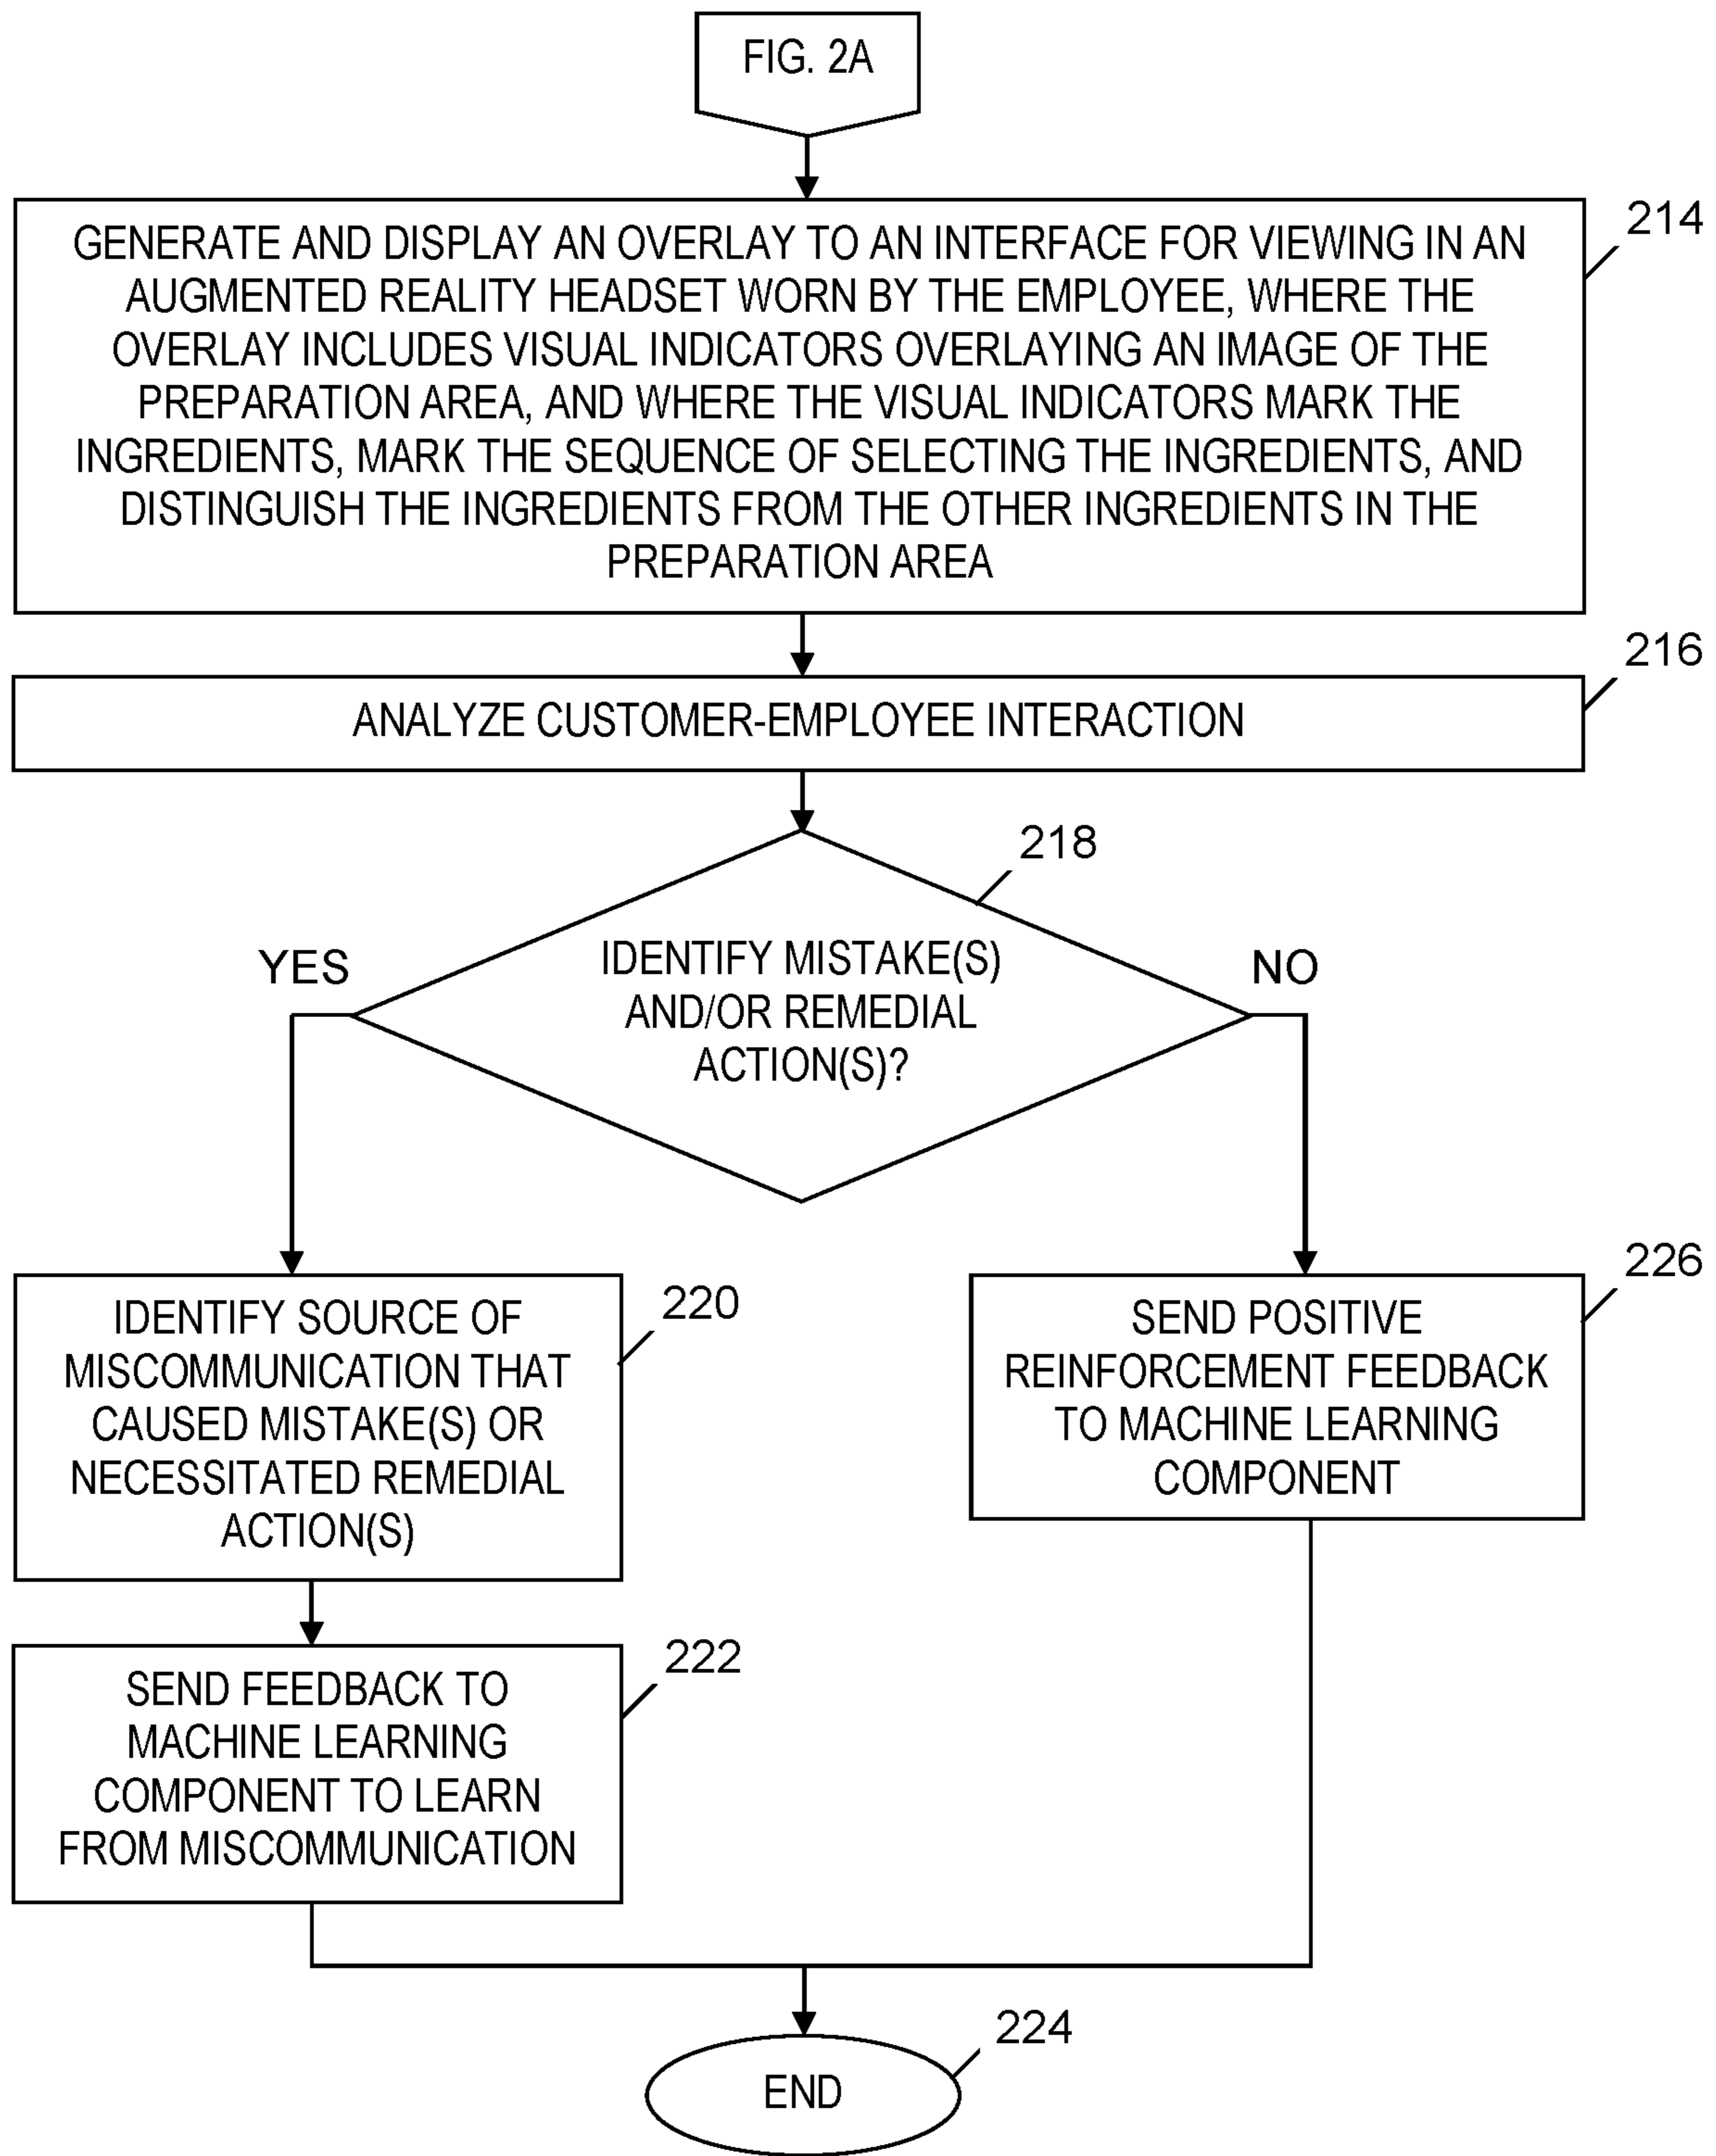 FIG. 2A
214
GENERATE AND DISPLAY AN OVERLAY TO AN INTERFACE FOR VIEWING IN AN
AUGMENTED REALITY HEADSET WORN BY THE EMPLOYEE, WHERE THE
OVERLAY INCLUDES VISUAL INDICATORS OVERLAYING AN IMAGE OF THE
PREPARATION AREA, AND WHERE THE VISUAL INDICATORS MARK THE
INGREDIENTS, MARK THE SEQUENCE OF SELECTING THE INGREDIENTS, AND
DISTINGUISH THE INGREDIENTS FROM THE OTHER INGREDIENTS IN THE
PREPARATION AREA
216
ANALYZE CUSTOMER-EMPLOYEE INTERACTION
218
YES
IDENTIFY MISTAKE(S)
AND/OR REMEDIAL
ACTION(S)?
NO
220
IDENTIFY SOURCE OF
MISCOMMUNICATION THAT
CAUSED MISTAKE(S) OR
NECESSITATED REMEDIAL
ACTION(S)
226
SEND POSITIVE
REINFORCEMENT FEEDBACK
TO MACHINE LEARNING
COMPONENT
222
SEND FEEDBACK TO
MACHINE LEARNING
COMPONENT TO LEARN
FROM MISCOMMUNICATION
224
END